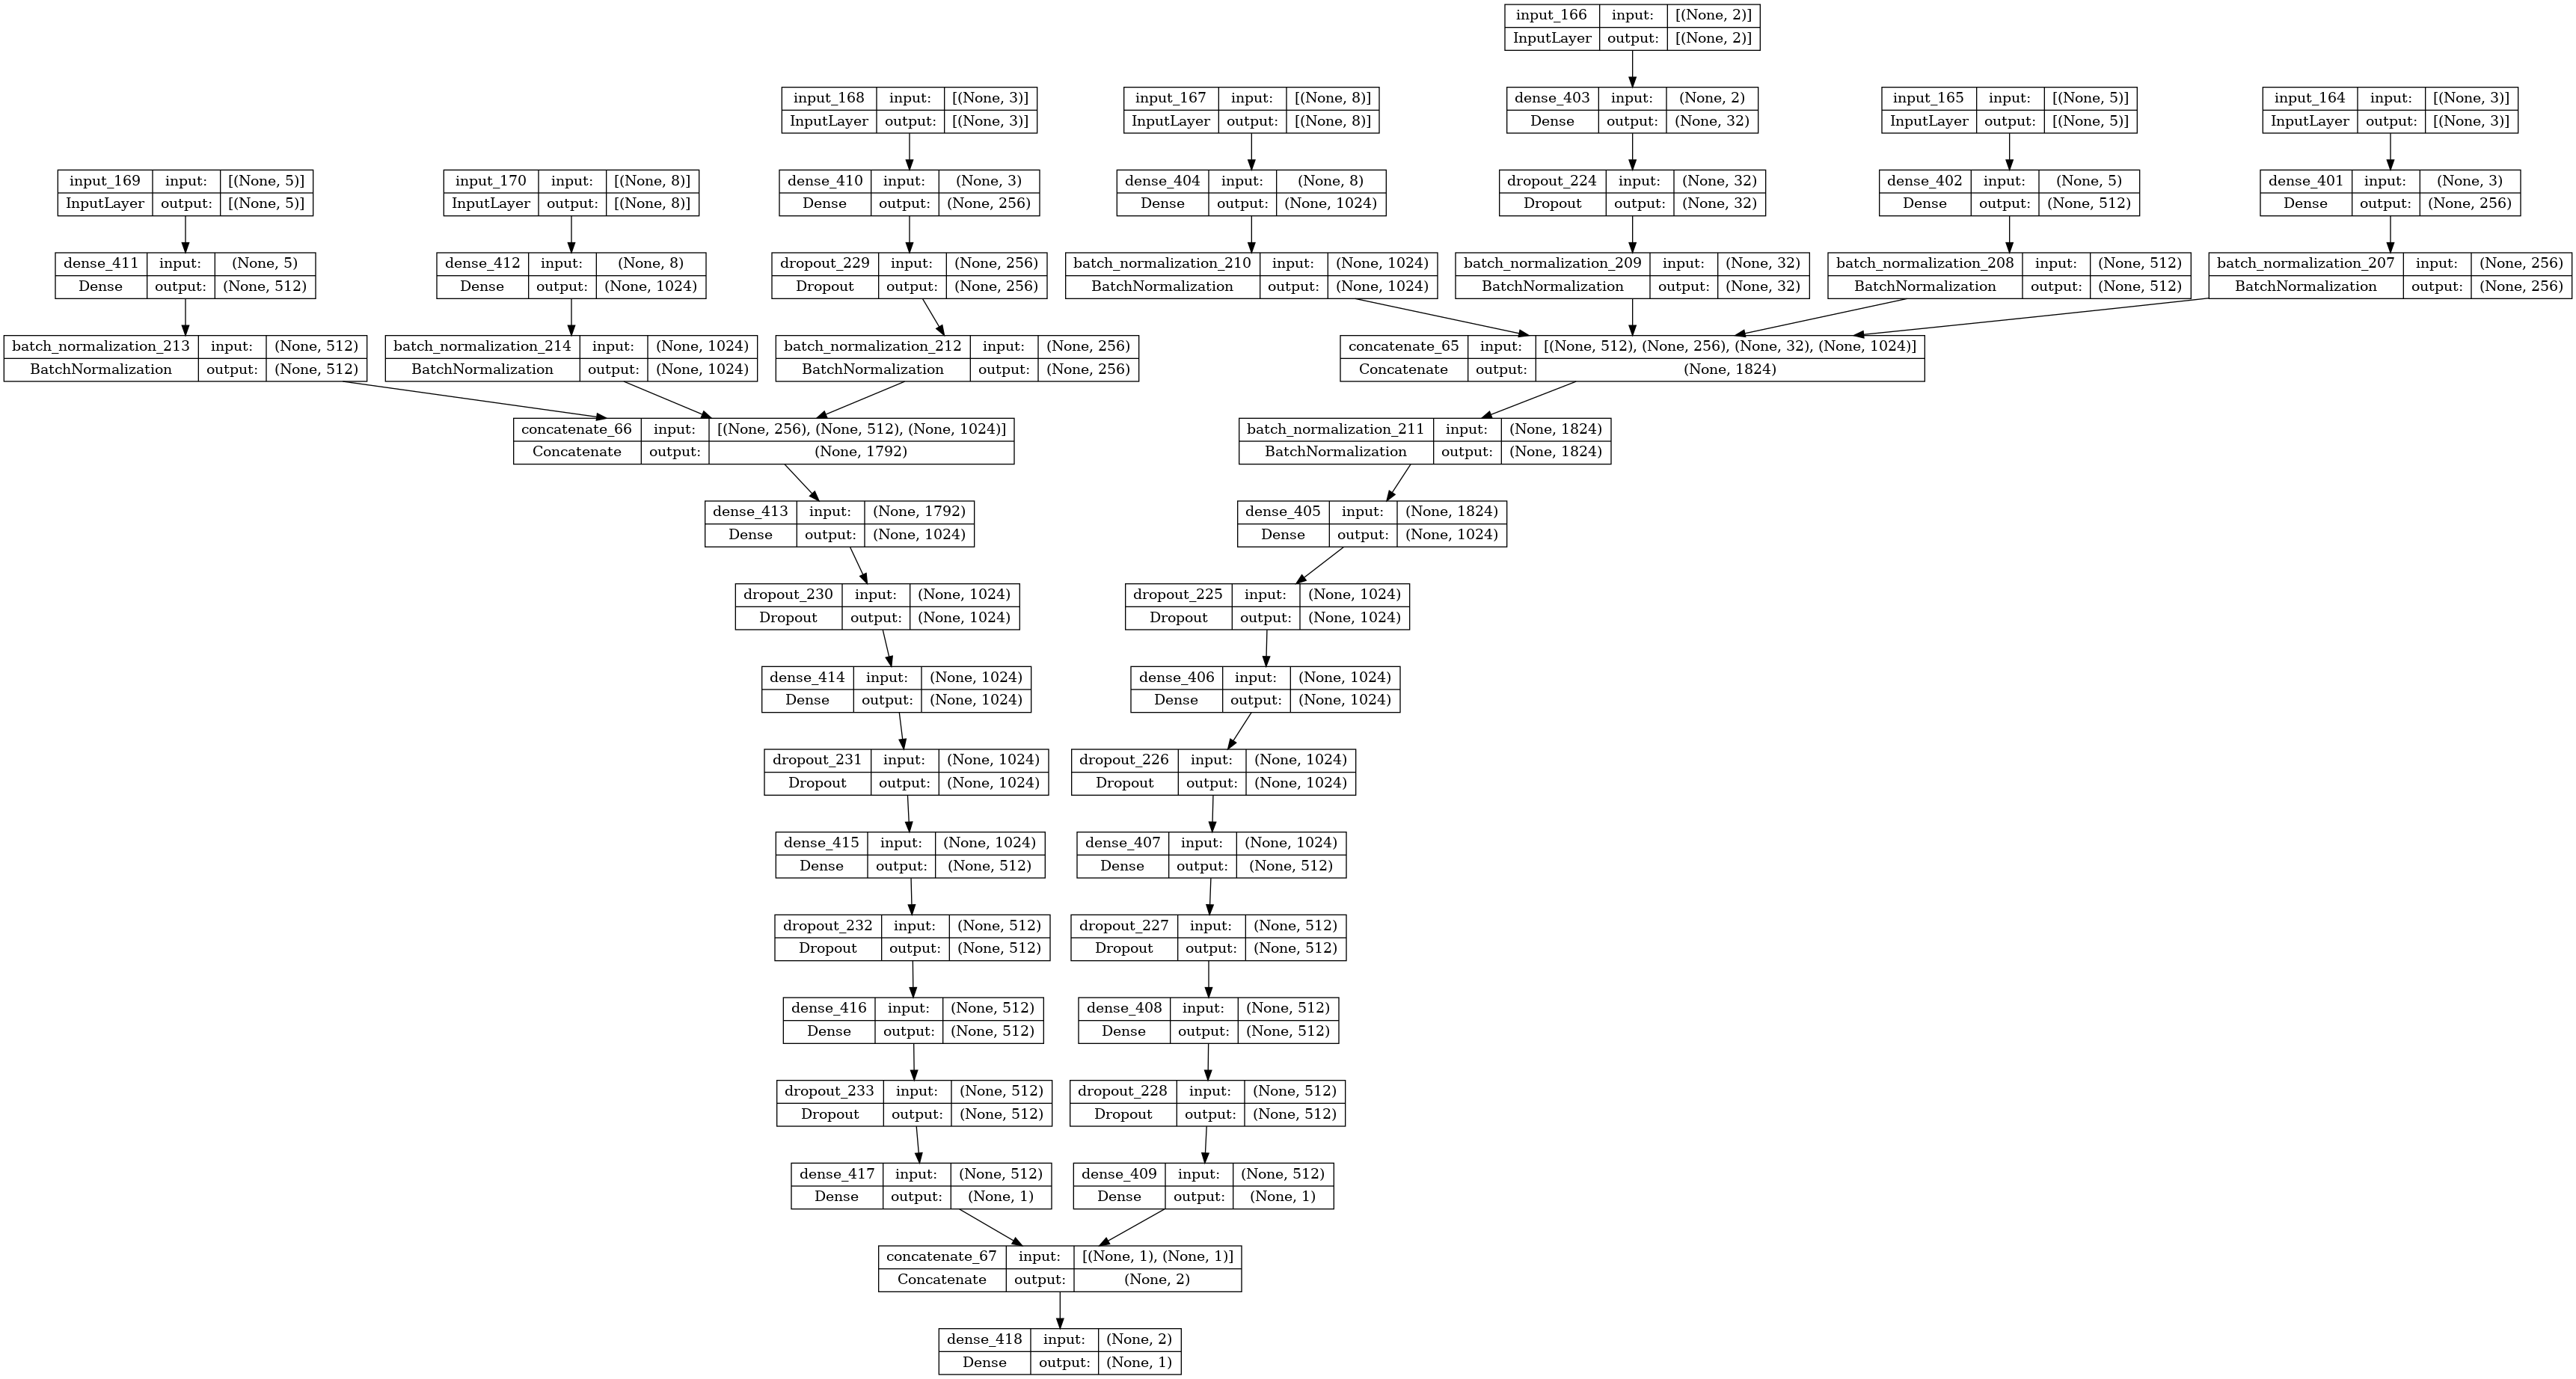 input_166 input: [(None, 2)]
InputLayer output: [(None, 2)]
input_168 input: [(None, 3)]
InputLayer output: [(None, 3)]
input_167 input: [(None, 8)]
InputLayer output: [(None, 8)]
dense_403 input: (None, 2)
Dense output: (None, 32)
input_165 input: [(None, 5)]
InputLayer output: [(None, 5)]
input_164 input: [(None, 3)]
InputLayer output: [(None, 3)]
input_169 input: [(None, 5)]
InputLayer output: [(None, 5)]
input_170 input: [(None, 8)]
InputLayer output: [(None, 8)]
dense_410 input: (None, 3)
Dense output: (None, 256)
dense_404 input: (None, 8)
Dense output: (None, 1024)
dropout_224 input: (None, 32)
Dropout output: (None, 32)
dense_402 input: (None, 5)
Dense output: (None, 512)
dense_401 input: (None, 3)
Dense output: (None, 256)
dense_411 input: (None, 5)
Dense output: (None, 512)
dense_412 input: (None, 8)
Dense output: (None, 1024)
dropout_229 input: (None, 256)
Dropout output: (None, 256)
batch_normalization_210 input: (None, 1024)
BatchNormalization output: (None, 1024)
batch_normalization_209 input: (None, 32)
BatchNormalization output: (None, 32)
batch_normalization_208 input: (None, 512)
BatchNormalization output: (None, 512)
batch_normalization_207 input: (None, 256)
BatchNormalization output: (None, 256)
batch_normalization_213 input: (None, 512)
BatchNormalization output: (None, 512)
batch_normalization_214 input: (None, 1024)
BatchNormalization output: (None, 1024)
batch_normalization_212 input: (None, 256)
BatchNormalization output: (None, 256)
concatenate_65 input: [(None, 512), (None, 256), (None, 32), (None, 1024)]
Concatenate output: (None, 1824)
concatenate_66 input: [(None, 256), (None, 512), (None, 1024)]
Concatenate output: (None, 1792)
batch_normalization_211 input: (None, 1824)
BatchNormalization output: (None, 1824)
dense_413 input: (None, 1792)
Dense output: (None, 1024)
dense_405 input: (None, 1824)
Dense output: (None, 1024)
dropout_230 input: (None, 1024)
Dropout output: (None, 1024)
dropout_225 input: (None, 1024)
Dropout output: (None, 1024)
dense_414 input: (None, 1024)
Dense output: (None, 1024)
dense_406 input: (None, 1024)
Dense output: (None, 1024)
dropout_231 input: (None, 1024)
Dropout output: (None, 1024)
dropout_226 input: (None, 1024)
Dropout output: (None, 1024)
dense_415 input: (None, 1024)
Dense output: (None, 512)
dense_407 input: (None, 1024)
Dense output: (None, 512)
dropout_232 input: (None, 512)
Dropout output: (None, 512)
dropout_227 input: (None, 512)
Dropout output: (None, 512)
dense_416 input: (None, 512)
Dense output: (None, 512)
dense_408 input: (None, 512)
Dense output: (None, 512)
dropout_233 input: (None, 512)
Dropout output: (None, 512)
dropout_228 input: (None, 512)
Dropout output: (None, 512)
dense_417 input: (None, 512)
Dense output: (None, 1)
dense_409 input: (None, 512)
Dense output: (None, 1)
concatenate_67 input: [(None, 1), (None, 1)]
Concatenate output: (None, 2)
dense_418 input: (None, 2)
Dense output: (None, 1)